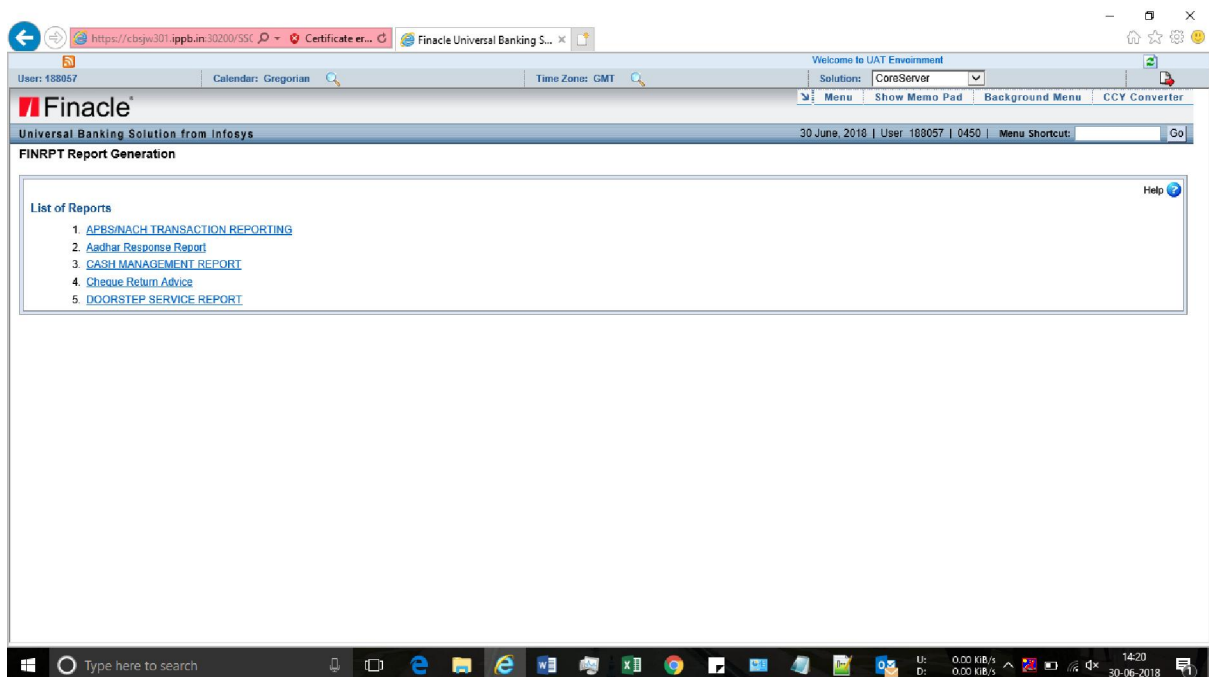 https://cbsjw301.ippb.in:30200/SSC Certificate er... Finacle Universal Banking S...
Welcome to UAT Envoirnment
User: 188057 Calendar: Gregorian Time Zone: GMT Solution: CoreServer
Finacle
Menu Show Memo Pad Background Menu CCY Converter
Universal Banking Solution from Infosys 30 June, 2018 | User 188057 | 0450 | Menu Shortcut: Go
FINRPT Report Generation
Help
List of Reports
1. APBS/NACH TRANSACTION REPORTING
2. Aadhar Response Report
3. CASH MANAGEMENT REPORT
4. Cheque Return Advice
5. DOORSTEP SERVICE REPORT
Type here to search
U: 0.00 KiB/s
D: 0.00 KiB/s
14:20
30-06-2018